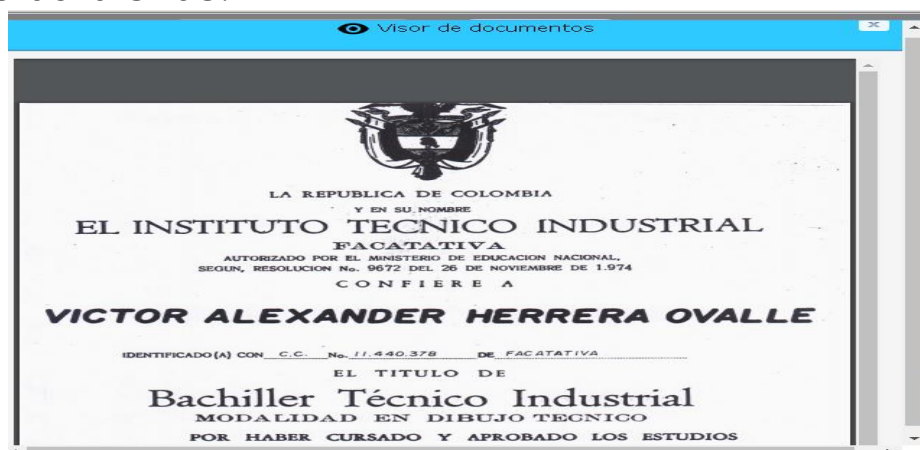 Visor de documentos
LA REPUBLICA DE COLOMBIA
Y EN SU NOMBRE
EL INSTITUTO TECNICO INDUSTRIAL
FACATATIVA
AUTORIZADO POR EL MINISTERIO DE EDUCACION NACIONAL,
SEGUN, RESOLUCION No. 9672 DEL 26 DE NOVIEMBRE DE 1.974
CONFIERE A
VICTOR ALEXANDER HERRERA OVALLE
IDENTIFICADO (A) CON C.C. No. 11.440.378 DE FACATATIVA
EL TITULO DE
Bachiller Técnico Industrial
MODALIDAD EN DIBUJO TECNICO
POR HABER CURSADO Y APROBADO LOS ESTUDIOS